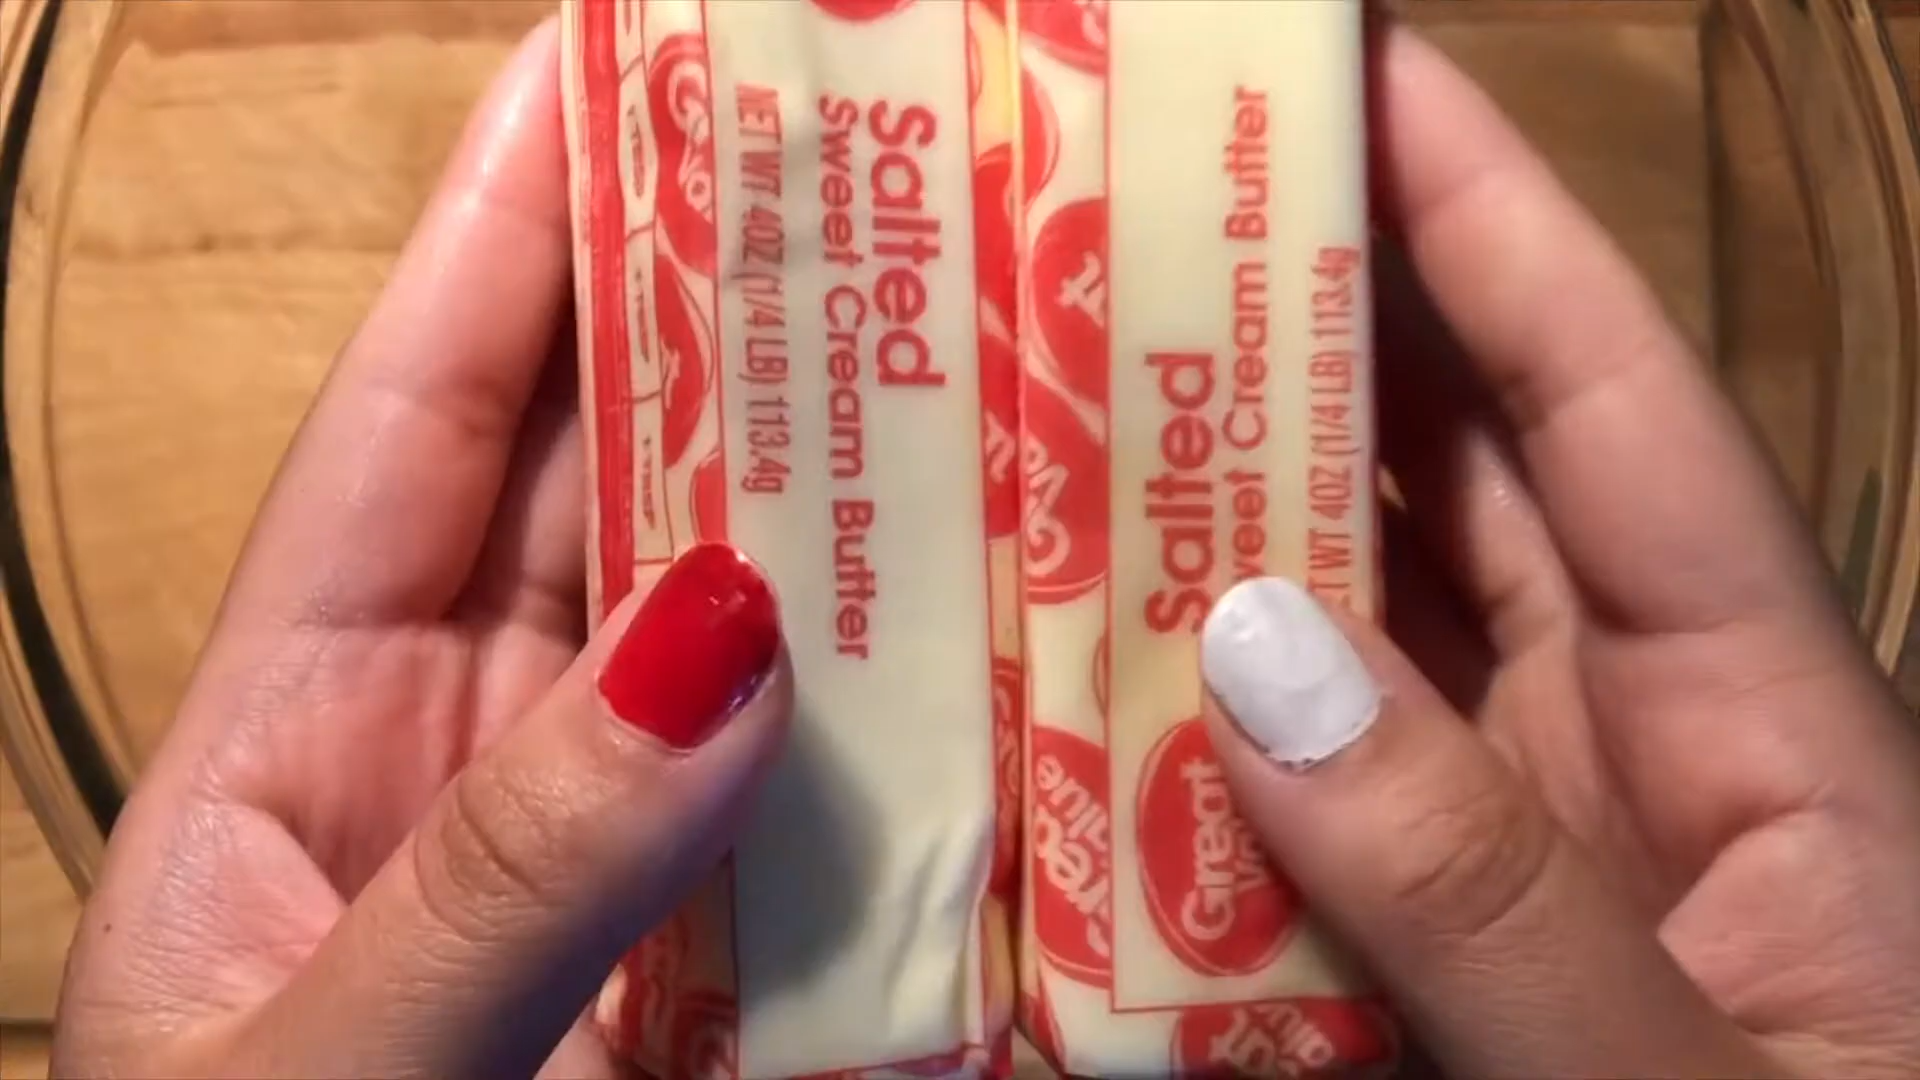 Salted
Sweet Cream Butter
NET WT 4OZ (1/4 LB) 113.4g
Great
Salted
Sweet Cream Butter
WT 4OZ (1/4 LB) 113.4g
Great
Value